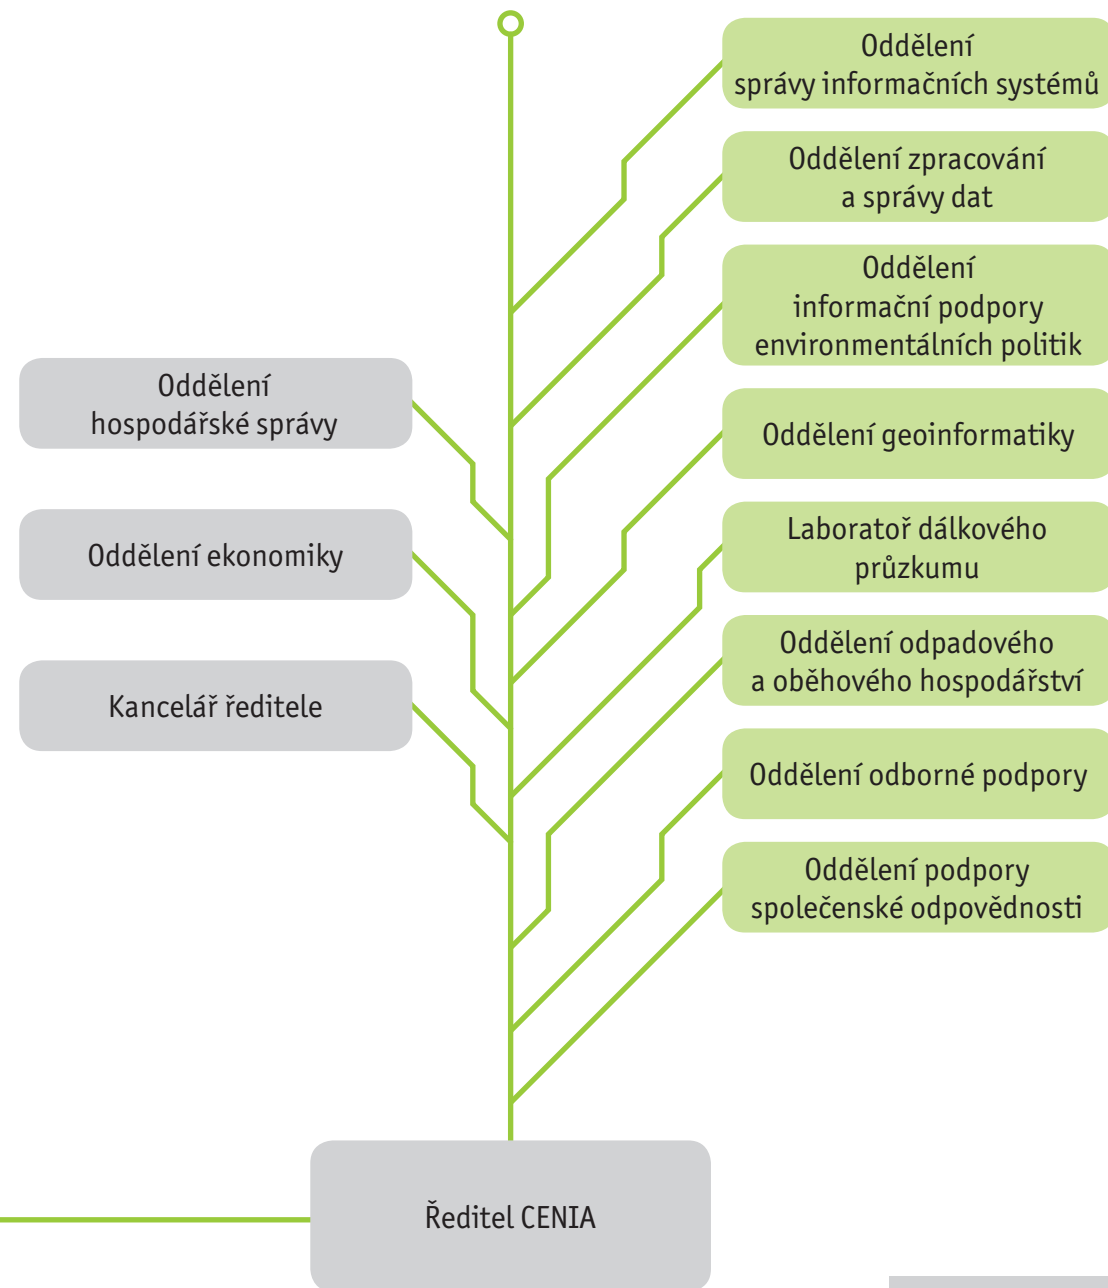 Oddělení
správy informačních systémů
Oddělení zpracování
a správy dat
Oddělení
informační podpory
environmentálních politik
Oddělení
hospodářské správy
Oddělení geoinformatiky
Oddělení ekonomiky
Laboratoř dálkového
průzkumu
Kancelář ředitele
Oddělení odpadového
a oběhového hospodářství
Oddělení odborné podpory
Oddělení podpory
společenské odpovědnosti
Ředitel CENIA